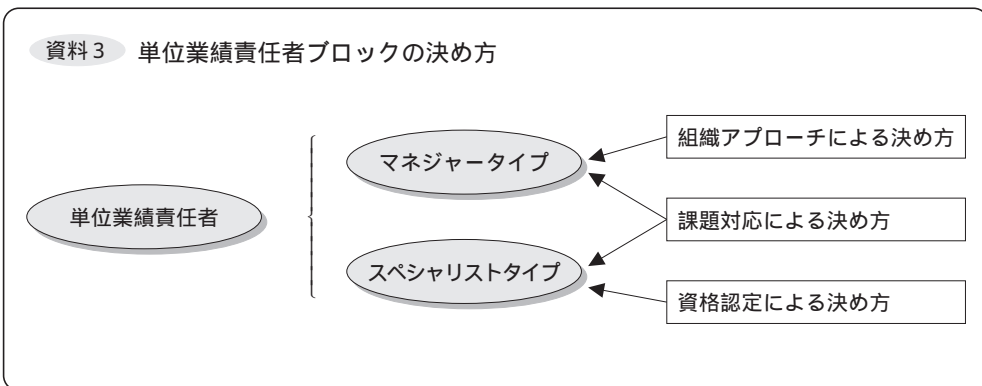 資料3 単位業績責任者ブロックの決め方
単位業績責任者
マネジャータイプ
スペシャリストタイプ
組織アプローチによる決め方
課題対応による決め方
資格認定による決め方